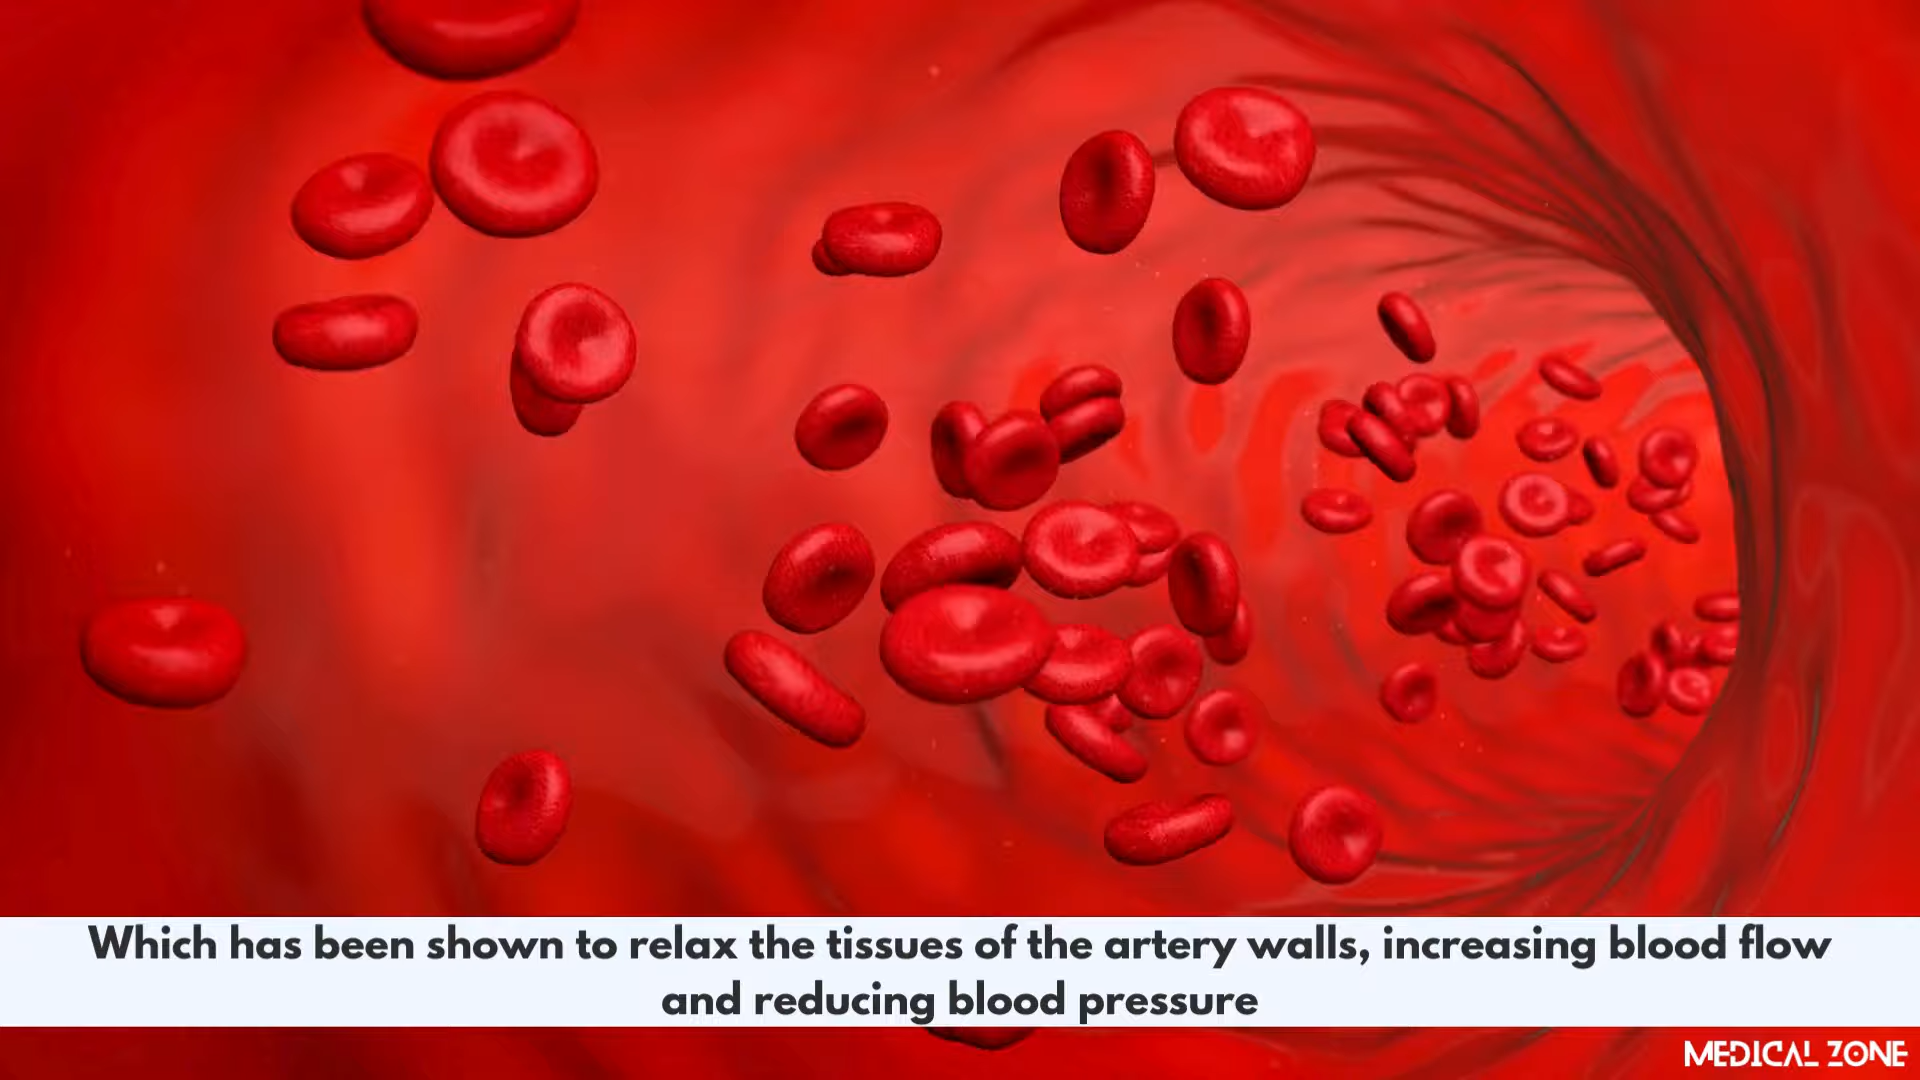 Which has been shown to relax the tissues of the artery walls, increasing blood flow
and reducing blood pressure
MEDICAL ZONE